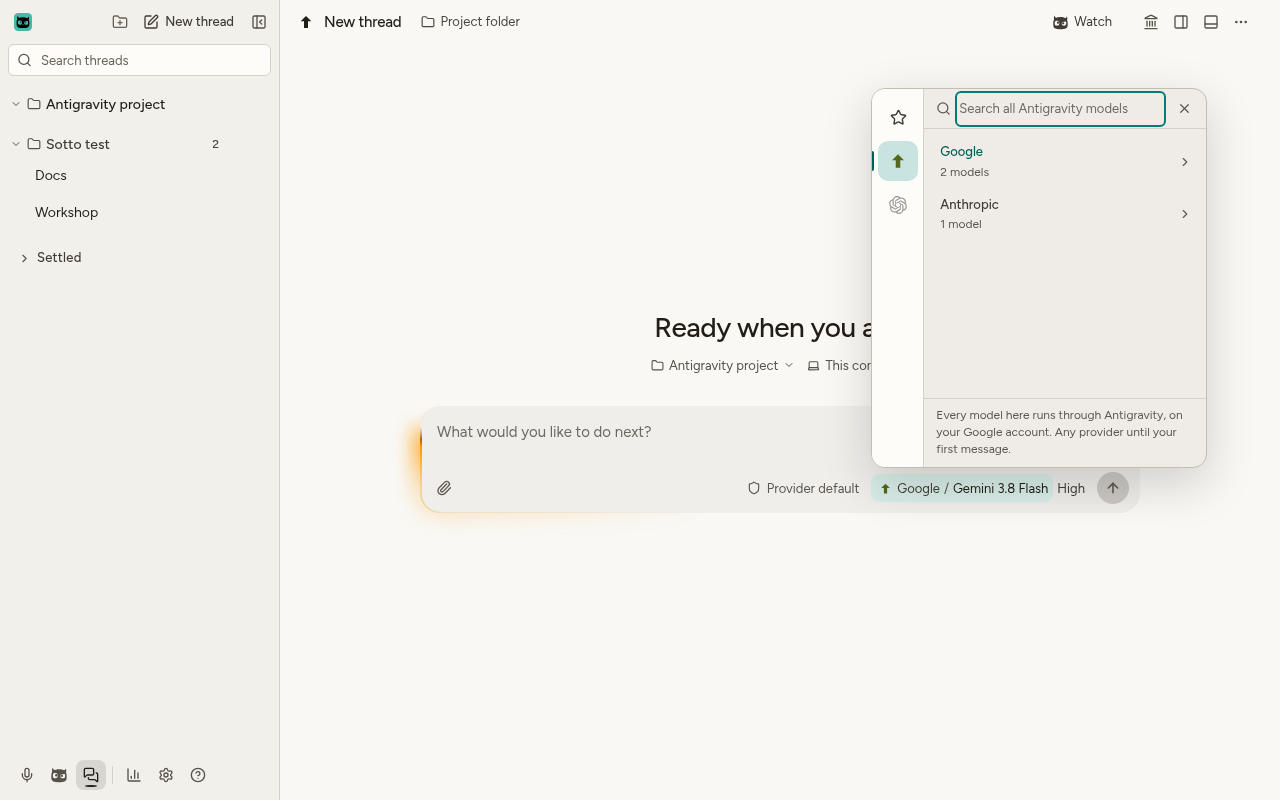 New thread
Search threads
Antigravity project
Sotto test 2
Docs
Workshop
Settled
New thread
Project folder
Watch
Search all Antigravity models
Google
2 models
Anthropic
1 model
Every model here runs through Antigravity, on
your Google account. Any provider until your
first message.
Ready when you
Antigravity project
This
What would you like to do next?
Provider default
Google / Gemini 3.8 Flash
High